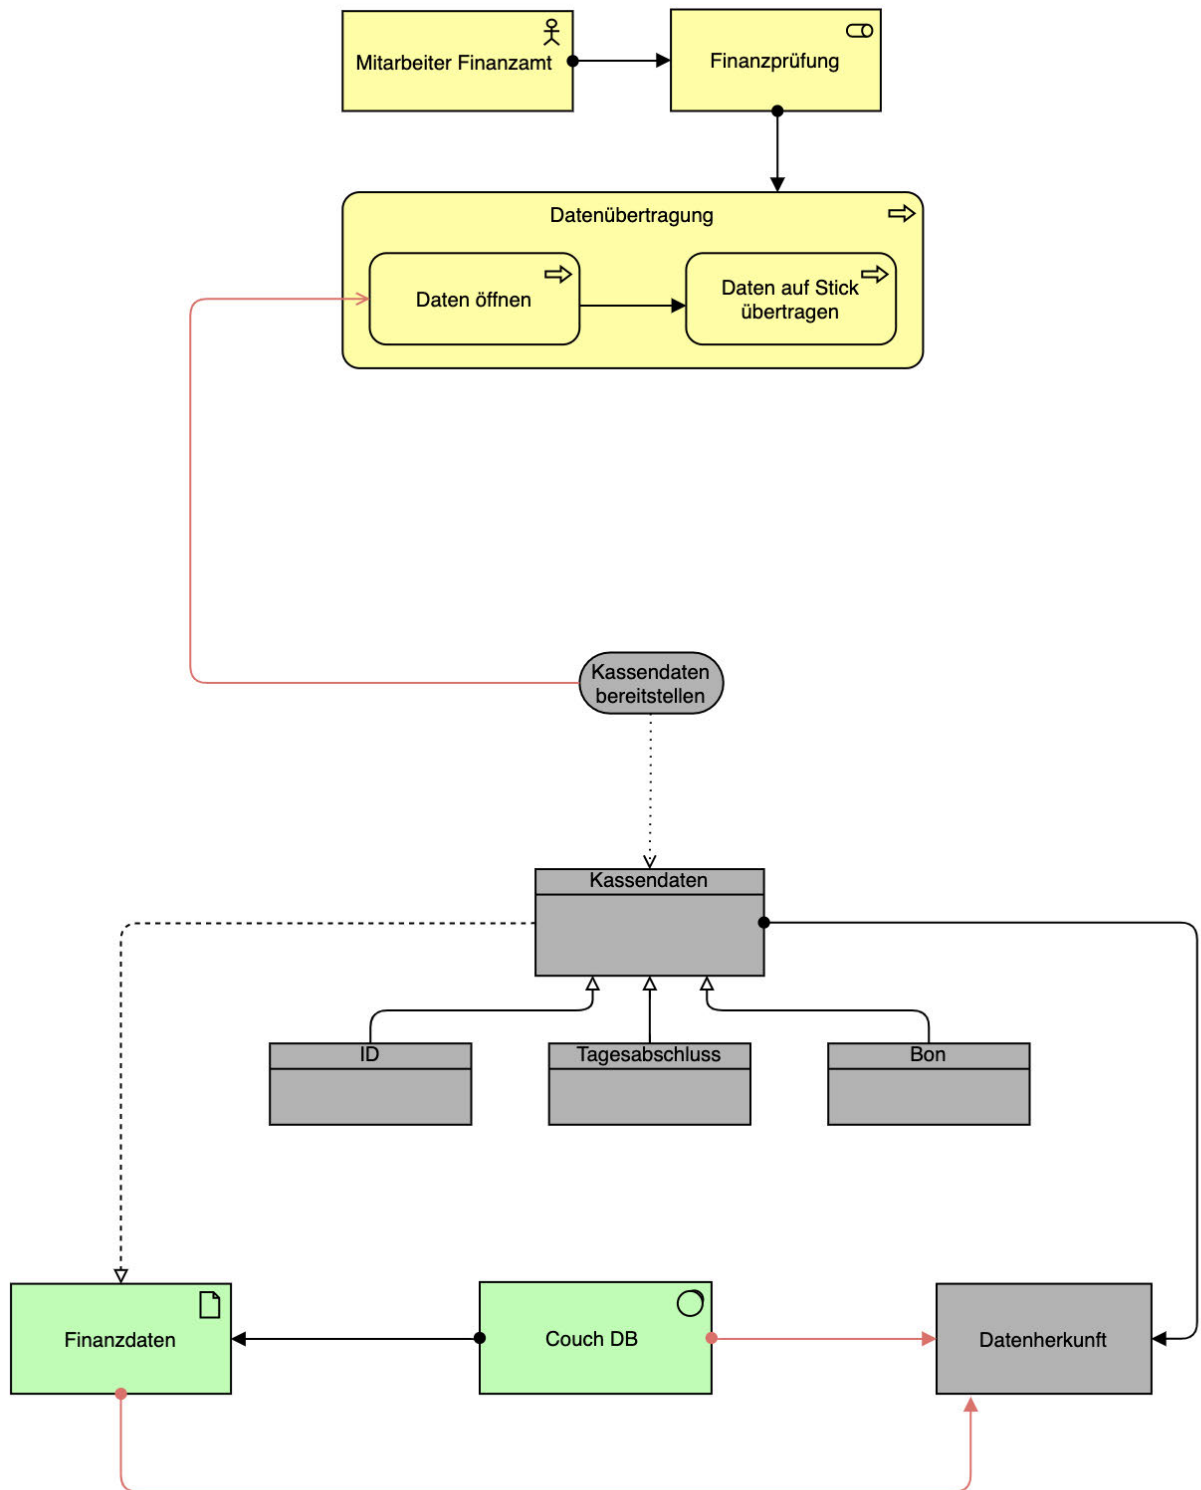 Mitarbeiter Finanzamt
Finanzprüfung
Datenübertragung
Daten öffnen
Daten auf Stick
übertragen
Kassendaten
bereitstellen
Kassendaten
ID
Tagesabschluss
Bon
Finanzdaten
Couch DB
Datenherkunft